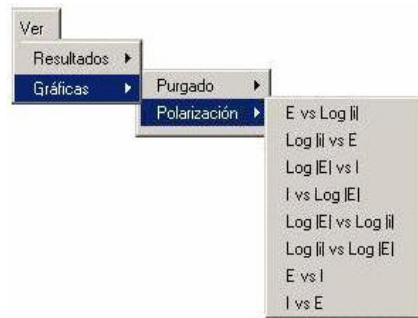 Ver
Resultados
Gráficas
Purgado
Polarización
E vs Log |i|
Log |i| vs E
Log |E| vs I
I vs Log |E|
Log |E| vs Log |i|
Log |i| vs Log |E|
E vs I
I vs E